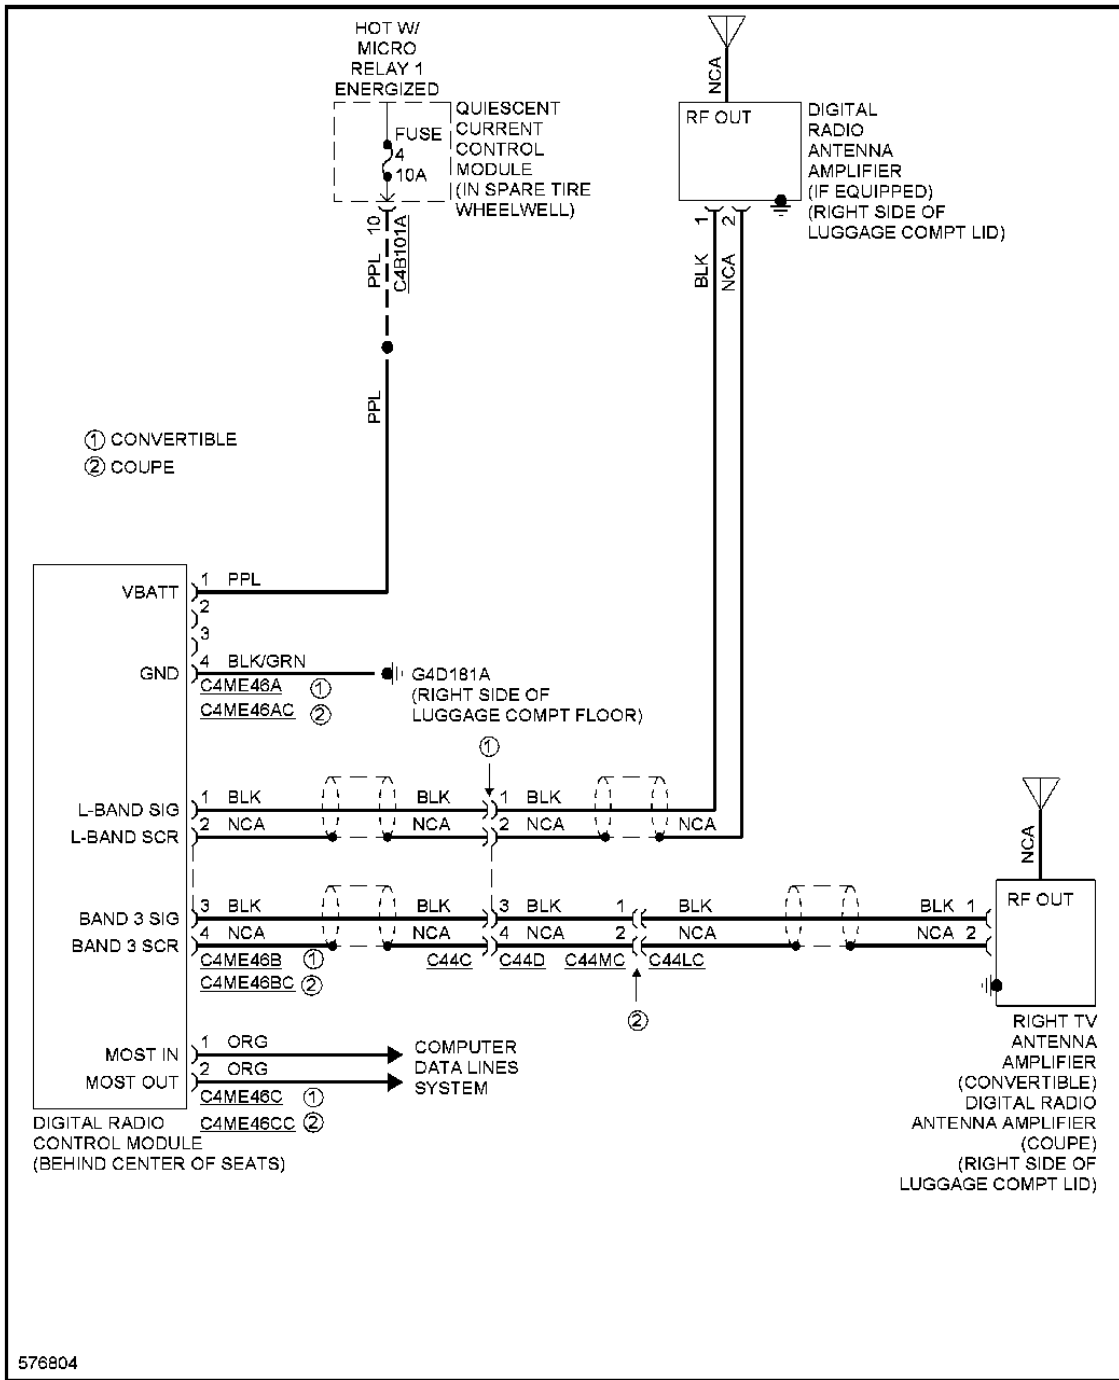 HOT W/
MICRO
RELAY 1
ENERGIZED
FUSE
4
10A
QUIESCENT
CURRENT
CONTROL
MODULE
(IN SPARE TIRE
WHEELWELL)
10
PPL
C4B101A
PPL
NCA
RF OUT
DIGITAL
RADIO
ANTENNA
AMPLIFIER
(IF EQUIPPED)
(RIGHT SIDE OF
LUGGAGE COMPT LID)
1
2
BLK
NCA
1 CONVERTIBLE
2 COUPE
VBATT 1 PPL
2
3
GND 4 BLK/GRN
C4ME46A 1
C4ME46AC 2
G4D181A
(RIGHT SIDE OF
LUGGAGE COMPT FLOOR)
1
L-BAND SIG 1 BLK BLK 1 BLK
L-BAND SCR 2 NCA NCA 2 NCA NCA
BAND 3 SIG 3 BLK BLK 3 BLK 1 BLK BLK 1
BAND 3 SCR 4 NCA NCA 4 NCA 2 NCA NCA 2
C4ME46B 1 C44C C44D C44MC C44LC
C4ME46BC 2
2
NCA
RF OUT
MOST IN 1 ORG
MOST OUT 2 ORG
C4ME46C 1
C4ME46CC 2
COMPUTER
DATA LINES
SYSTEM
DIGITAL RADIO
CONTROL MODULE
(BEHIND CENTER OF SEATS)
RIGHT TV
ANTENNA
AMPLIFIER
(CONVERTIBLE)
DIGITAL RADIO
ANTENNA AMPLIFIER
(COUPE)
(RIGHT SIDE OF
LUGGAGE COMPT LID)
576804